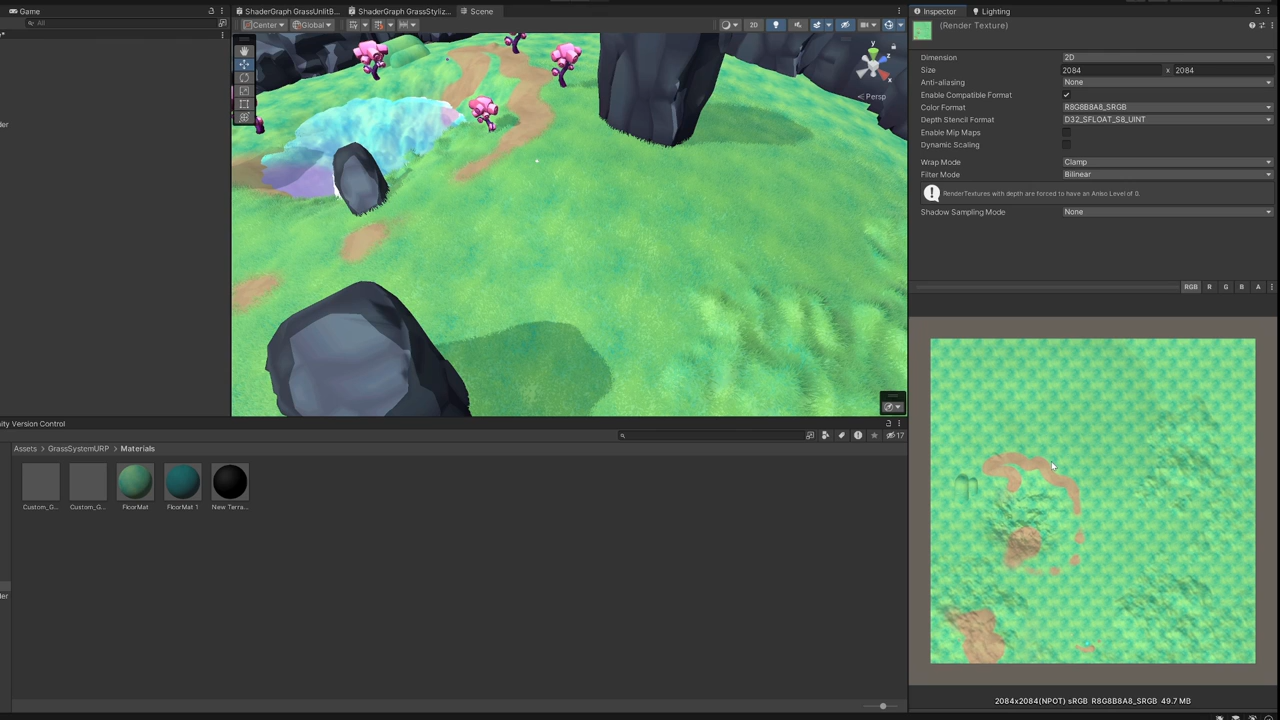 Game
ShaderGraph GrassUnlitB...
ShaderGraph GrassStyliz...
Scene
Inspector
Lighting
All
Center
Global
2D
(Render Texture)
Dimension
2D
Size
2084
x
2084
Anti-aliasing
None
Enable Compatible Format
Color Format
R8G8B8A8_SRGB
Depth Stencil Format
D32_SFLOAT_S8_UINT
Enable Mip Maps
Dynamic Scaling
Wrap Mode
Clamp
Filter Mode
Bilinear
RenderTextures with depth are forced to have an Aniso Level of 0.
Shadow Sampling Mode
None
y
x
Persp
der
RGB
R
G
B
A
nity Version Control
17
Assets > GrassSystemURP > Materials
Custom_G...
Custom_G...
FloorMat
FloorMat 1
New Terra...
der
2084x2084(NPOT) sRGB R8G8B8A8_SRGB 49.7 MB